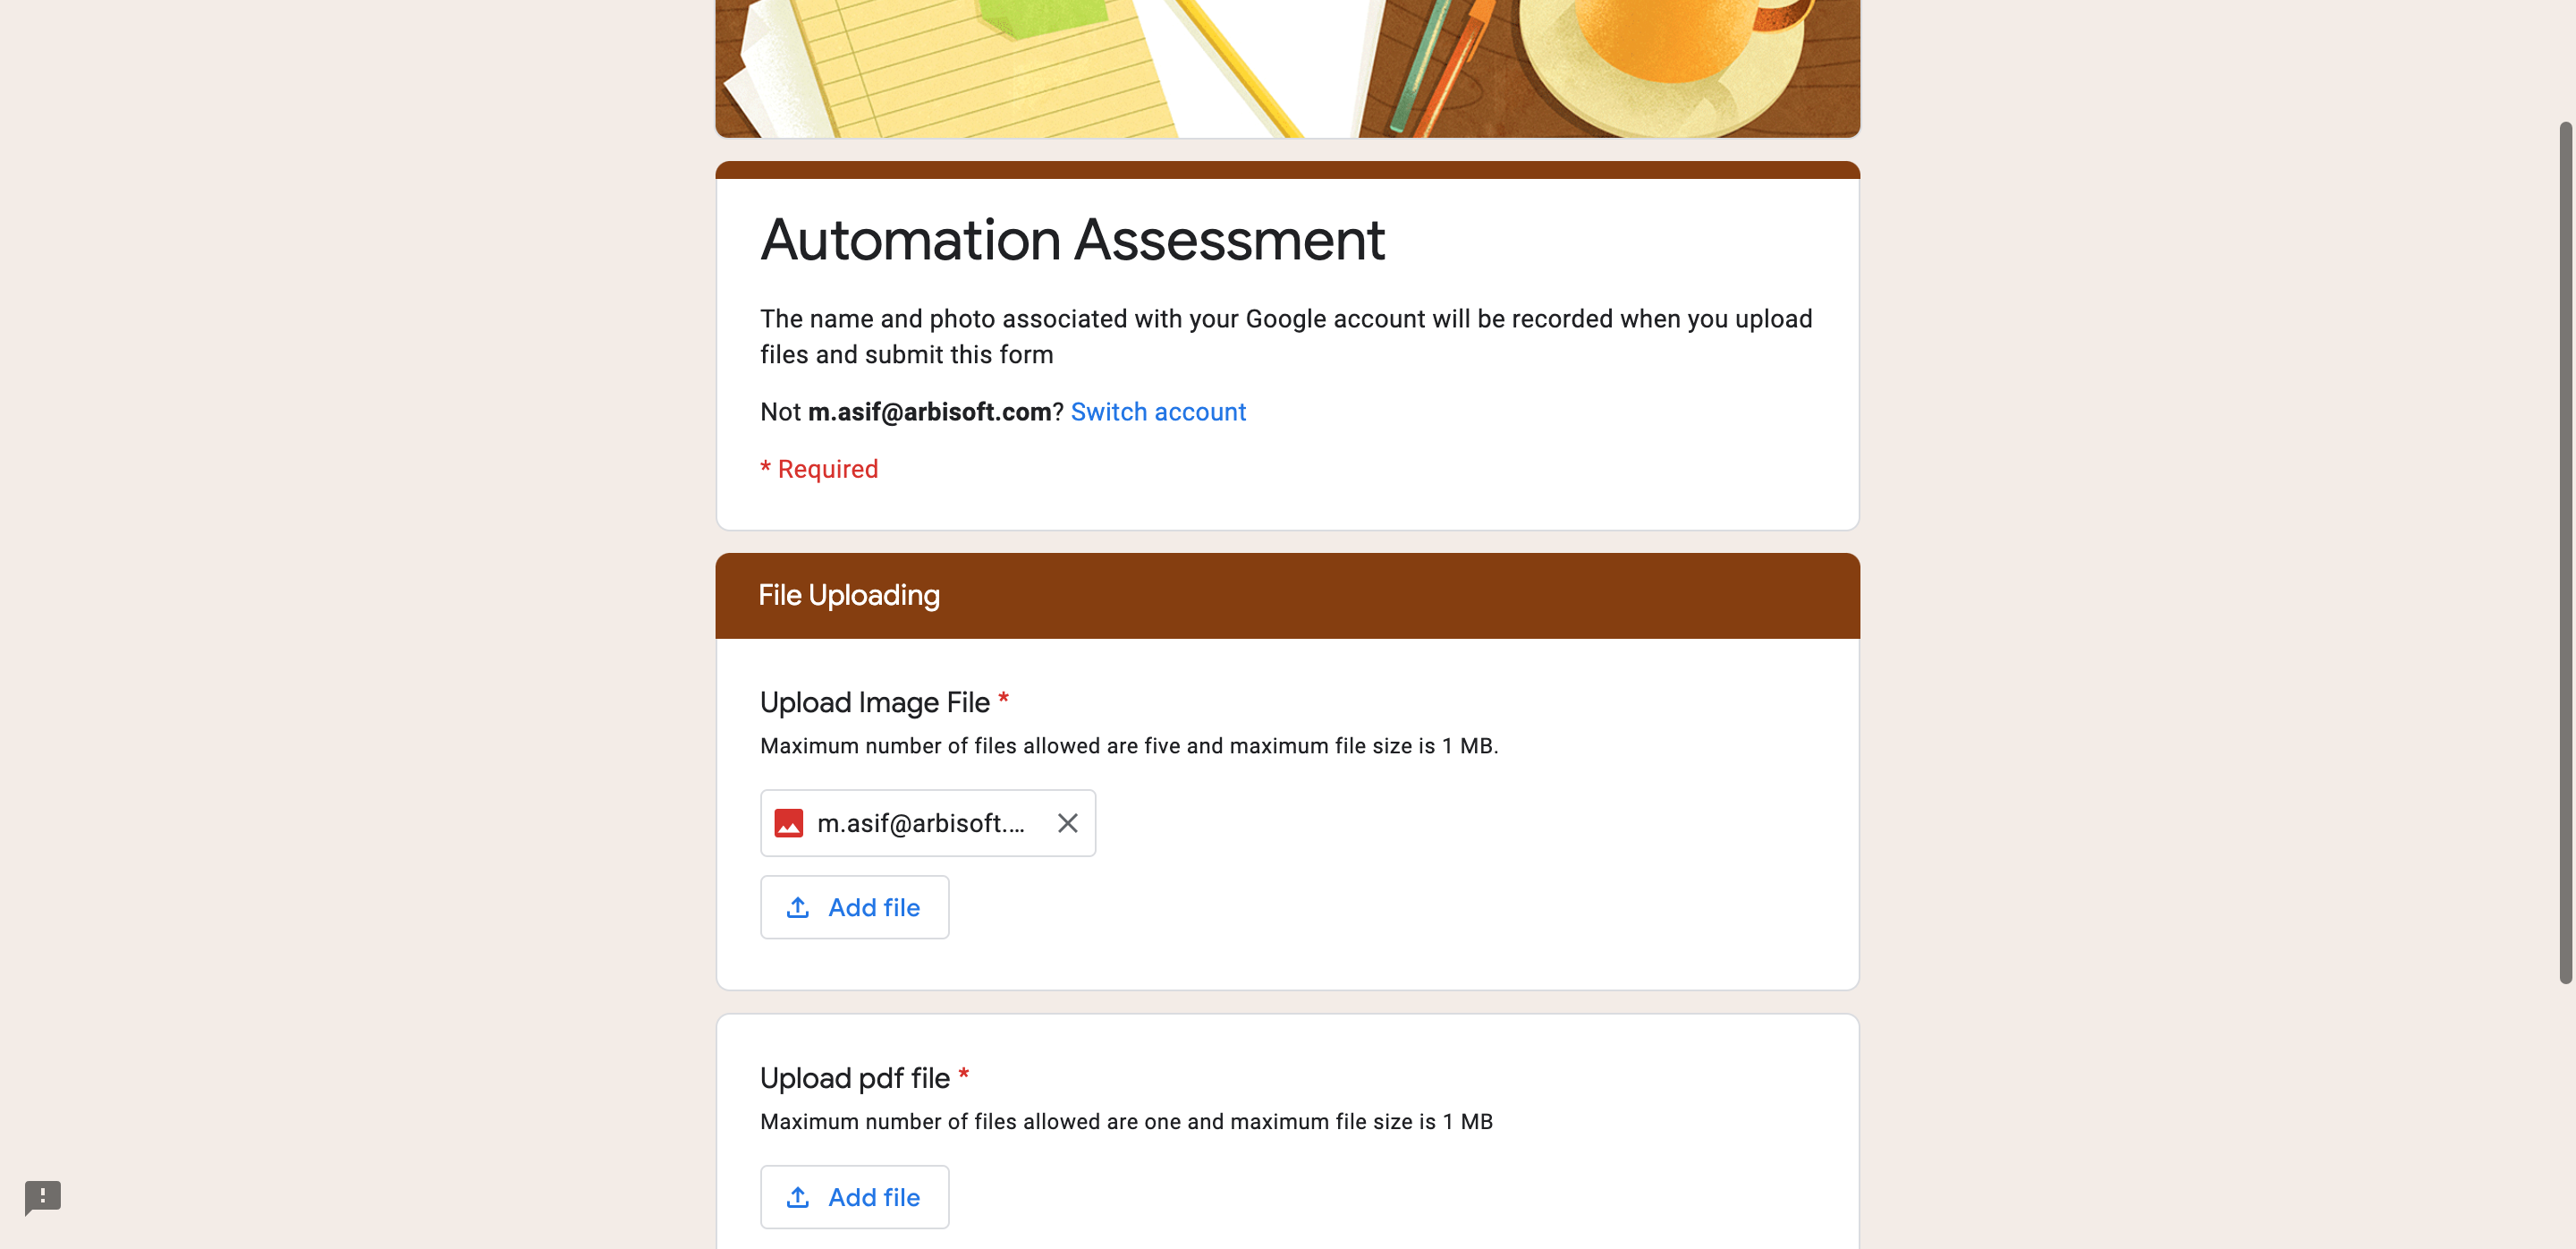 Automation Assessment
The name and photo associated with your Google account will be recorded when you upload
files and submit this form
Not m.asif@arbisoft.com? Switch account
* Required
File Uploading
Upload Image File *
Maximum number of files allowed are five and maximum file size is 1 MB.
m.asif@arbisoft....
Add file
Upload pdf file *
Maximum number of files allowed are one and maximum file size is 1 MB
Add file